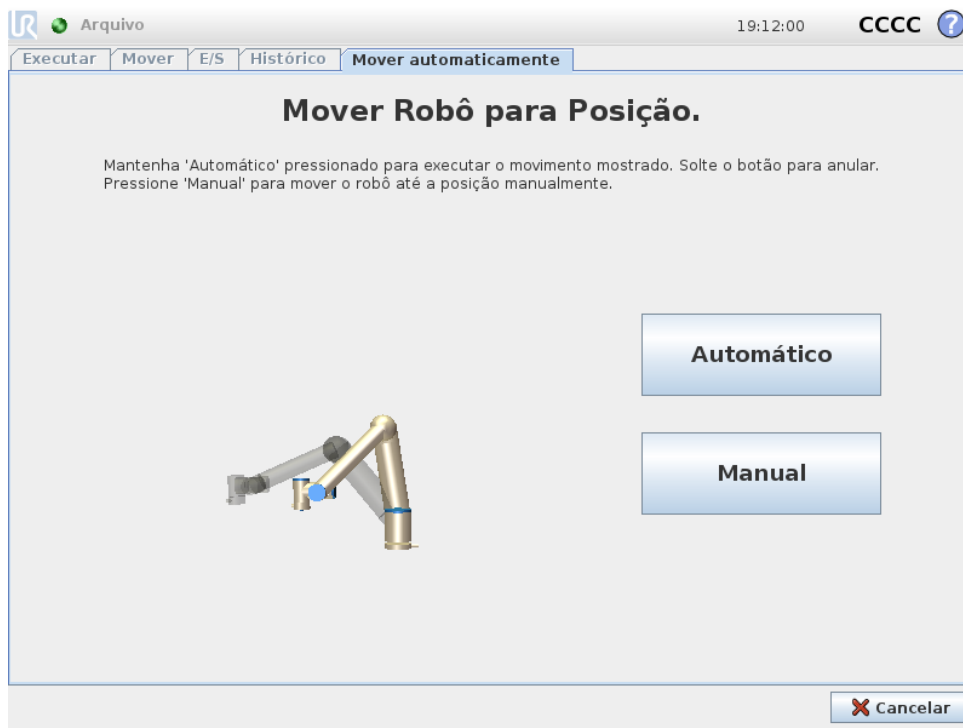 UR Arquivo 19:12:00 CCCC ?
Executar Mover E/S Histórico Mover automaticamente
Mover Robô para Posição.
Mantenha 'Automático' pressionado para executar o movimento mostrado. Solte o botão para anular.
Pressione 'Manual' para mover o robô até a posição manualmente.
Automático
Manual
Cancelar